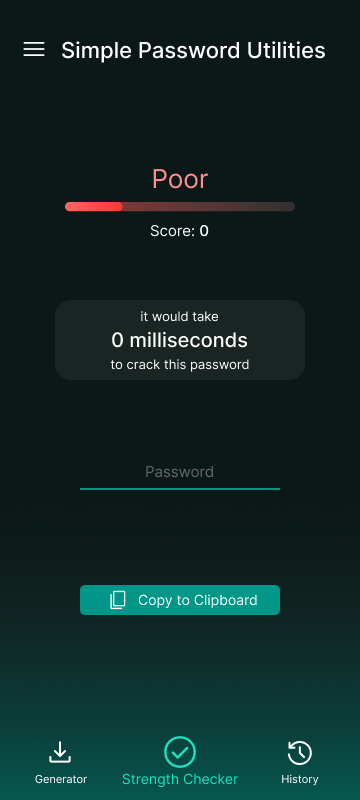 Simple Password Utilities
Poor
Score: 0
it would take
0 milliseconds
to crack this password
Password
Copy to Clipboard
Generator
Strength Checker
History